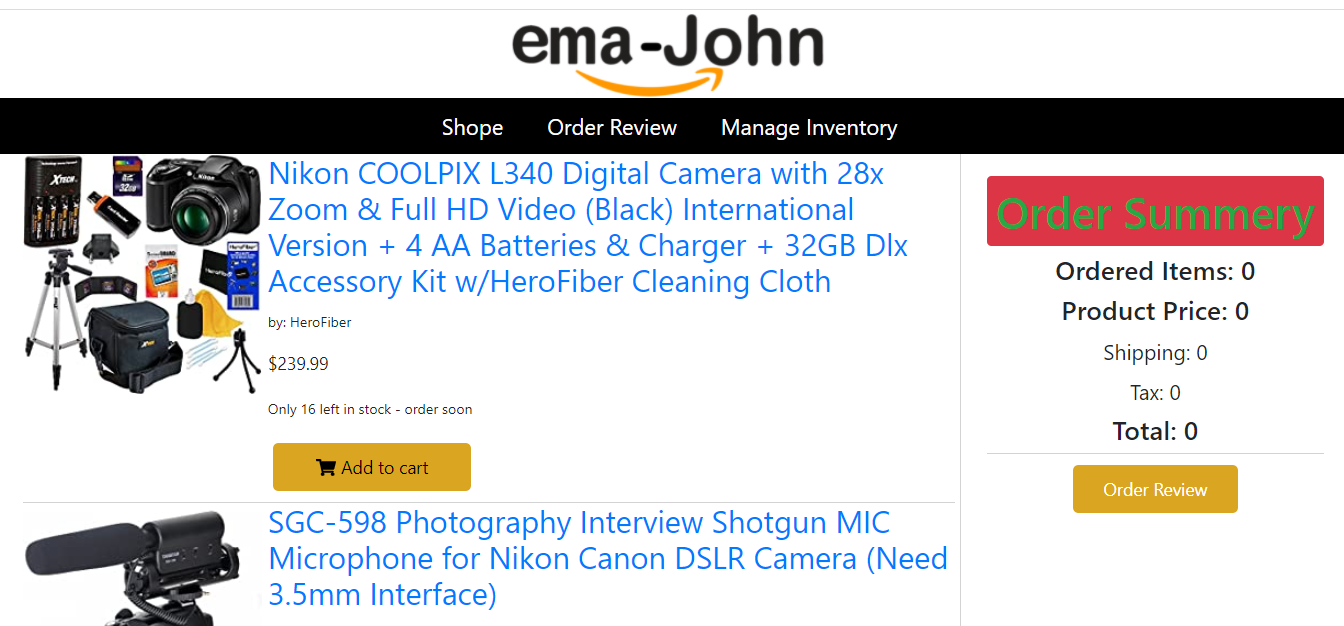 ema-John
Shope
Order Review
Manage Inventory
Nikon COOLPIX L340 Digital Camera with 28x
Zoom & Full HD Video (Black) International
Version + 4 AA Batteries & Charger + 32GB Dlx
Accessory Kit w/HeroFiber Cleaning Cloth
by: HeroFiber
$239.99
Only 16 left in stock - order soon
Add to cart
SGC-598 Photography Interview Shotgun MIC
Microphone for Nikon Canon DSLR Camera (Need
3.5mm Interface)
Order Summery
Ordered Items: 0
Product Price: 0
Shipping: 0
Tax: 0
Total: 0
Order Review
XTECH
32GB
Nikon
HeroFiber